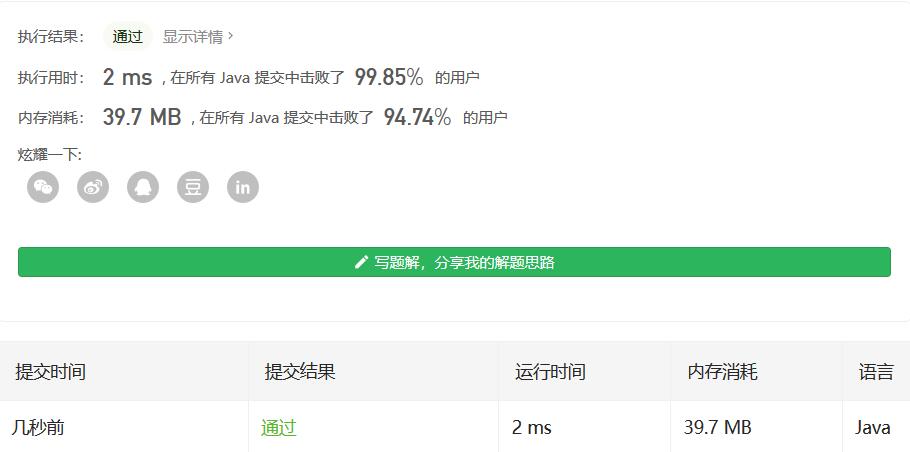 执行结果： 通过 显示详情 ›
执行用时： 2 ms , 在所有 Java 提交中击败了 99.85% 的用户
内存消耗： 39.7 MB , 在所有 Java 提交中击败了 94.74% 的用户
炫耀一下:
豆 in
写题解，分享我的解题思路
提交时间 提交结果 运行时间 内存消耗 语言
几秒前 通过 2 ms 39.7 MB Java